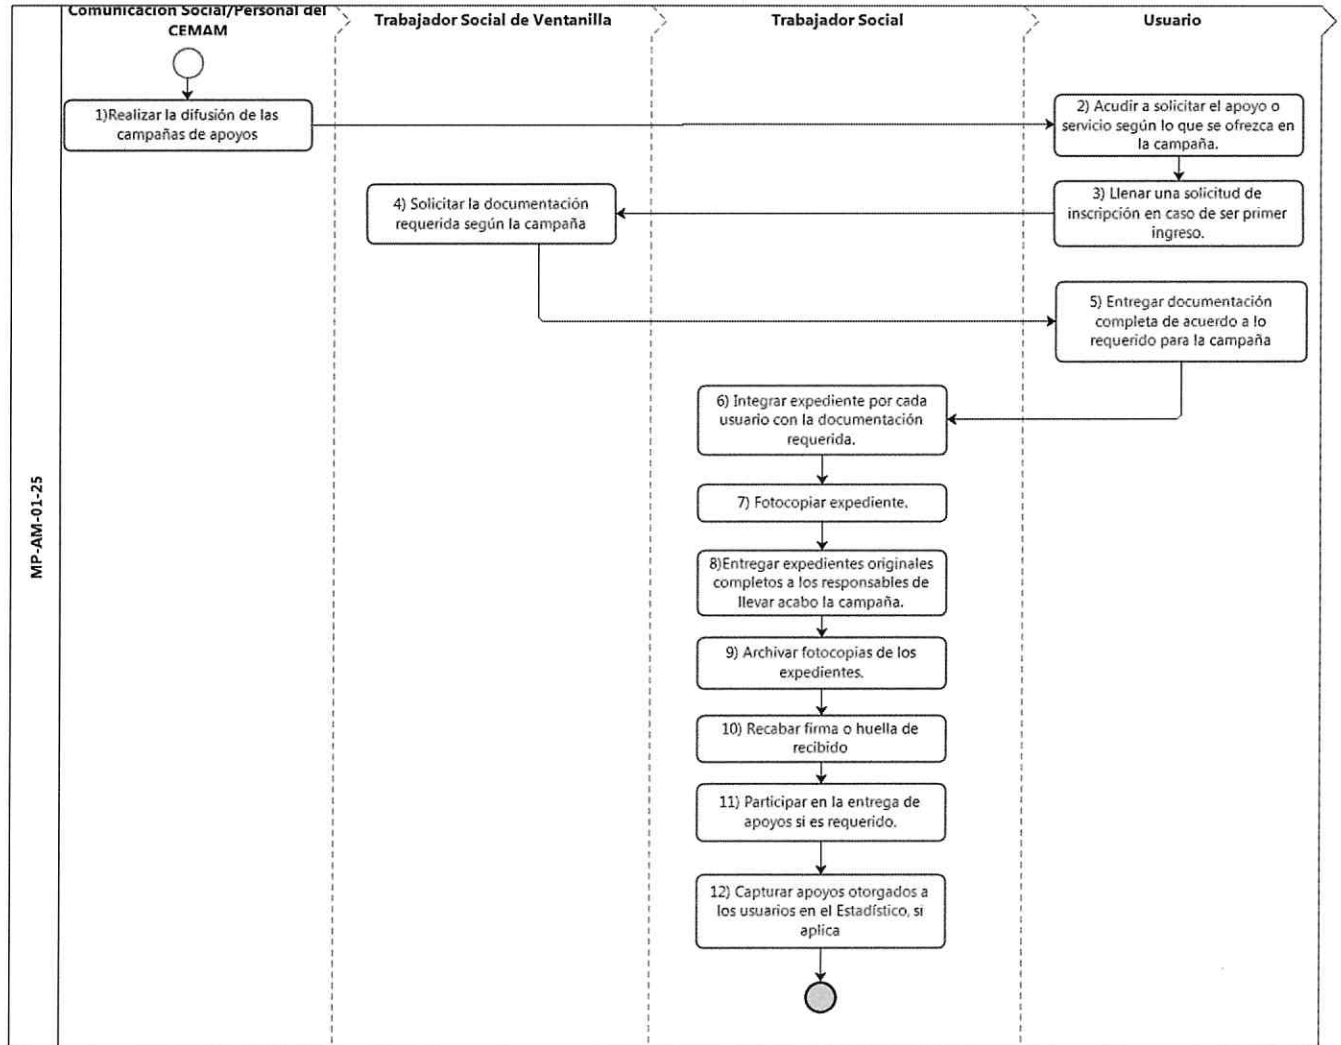 Comunicación Social/Personal del
CEMAM
Trabajador Social de Ventanilla
Trabajador Social
Usuario
MP-AM-01-25
1)Realizar la difusión de las
campañas de apoyos
2) Acudir a solicitar el apoyo o
servicio según lo que se ofrezca en
la campaña.
3) Llenar una solicitud de
inscripción en caso de ser primer
ingreso.
4) Solicitar la documentación
requerida según la campaña
5) Entregar documentación
completa de acuerdo a lo
requerido para la campaña
6) Integrar expediente por cada
usuario con la documentación
requerida.
7) Fotocopiar expediente.
8)Entregar expedientes originales
completos a los responsables de
llevar acabo la campaña.
9) Archivar fotocopias de los
expedientes.
10) Recabar firma o huella de
recibido
11) Participar en la entrega de
apoyos si es requerido.
12) Capturar apoyos otorgados a
los usuarios en el Estadístico, si
aplica